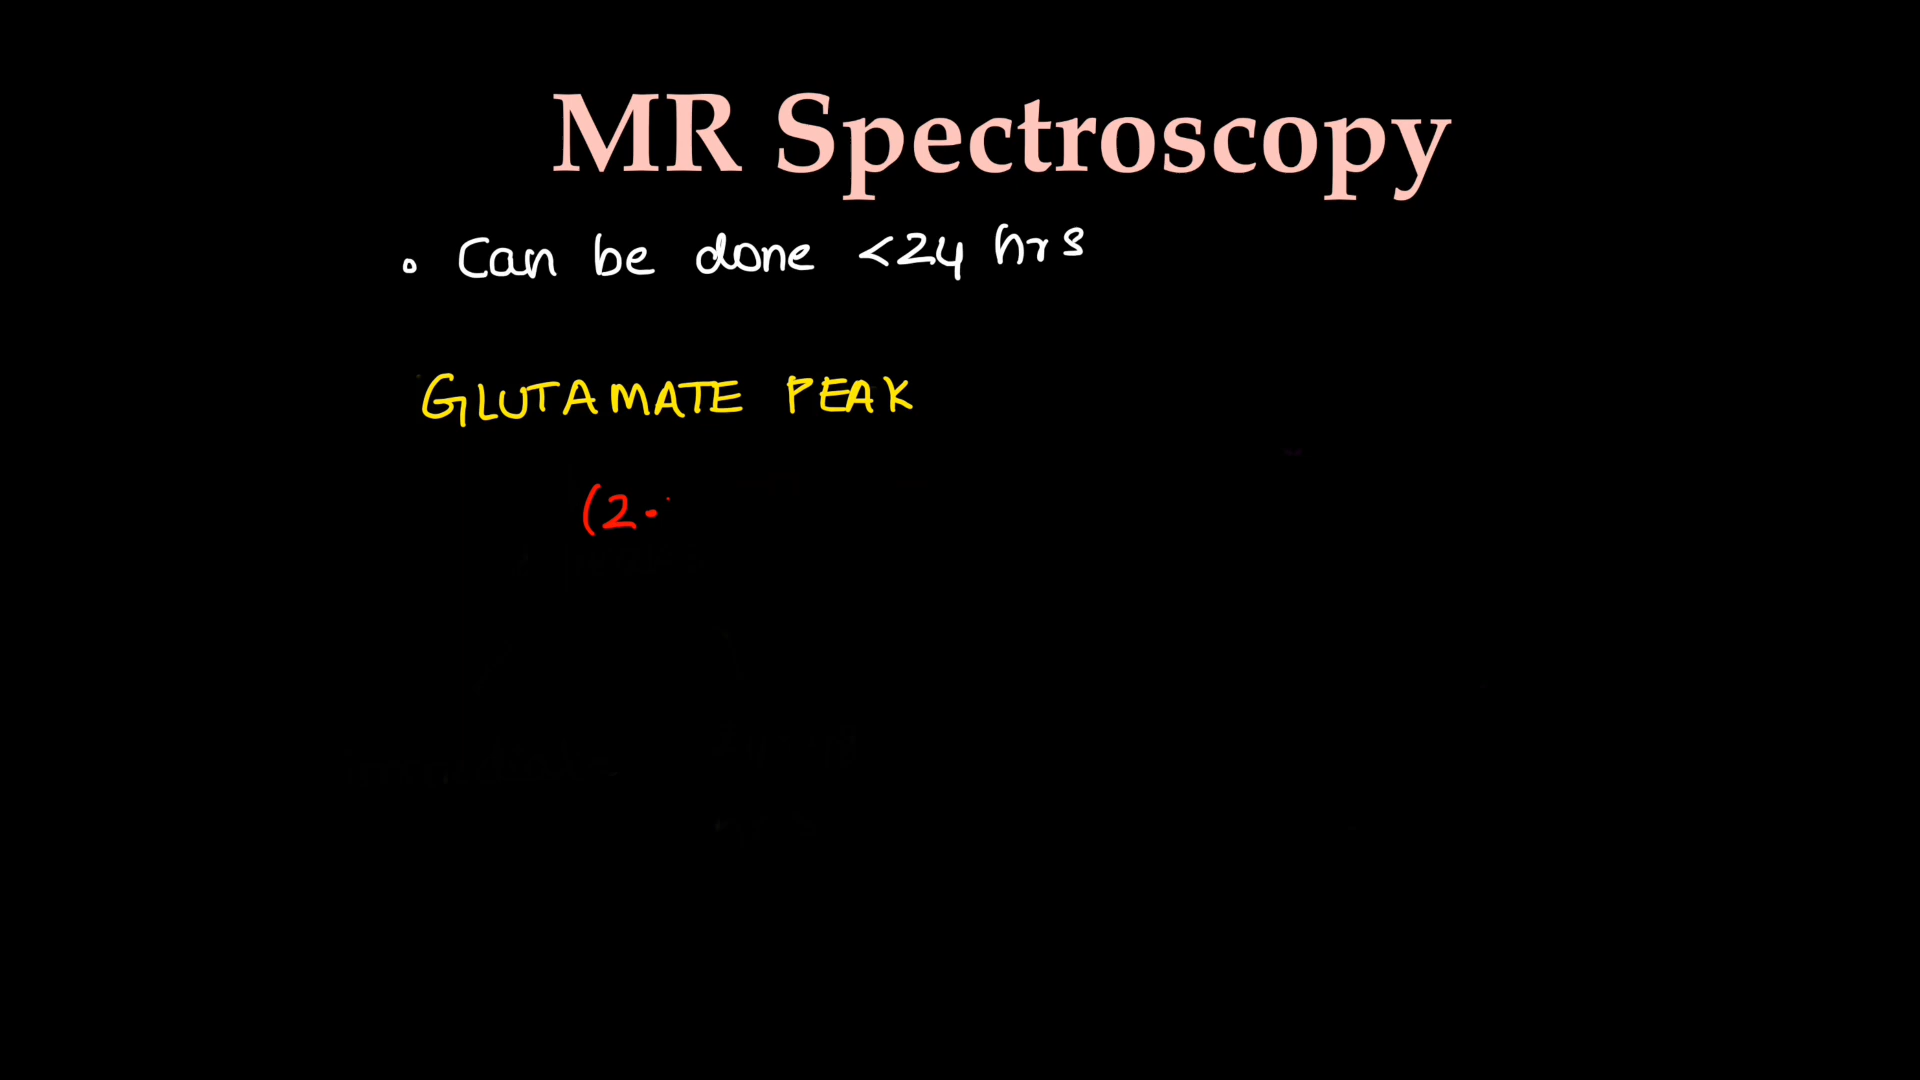 MR Spectroscopy
• Can be done <24 hrs
GLUTAMATE PEAK
(2.